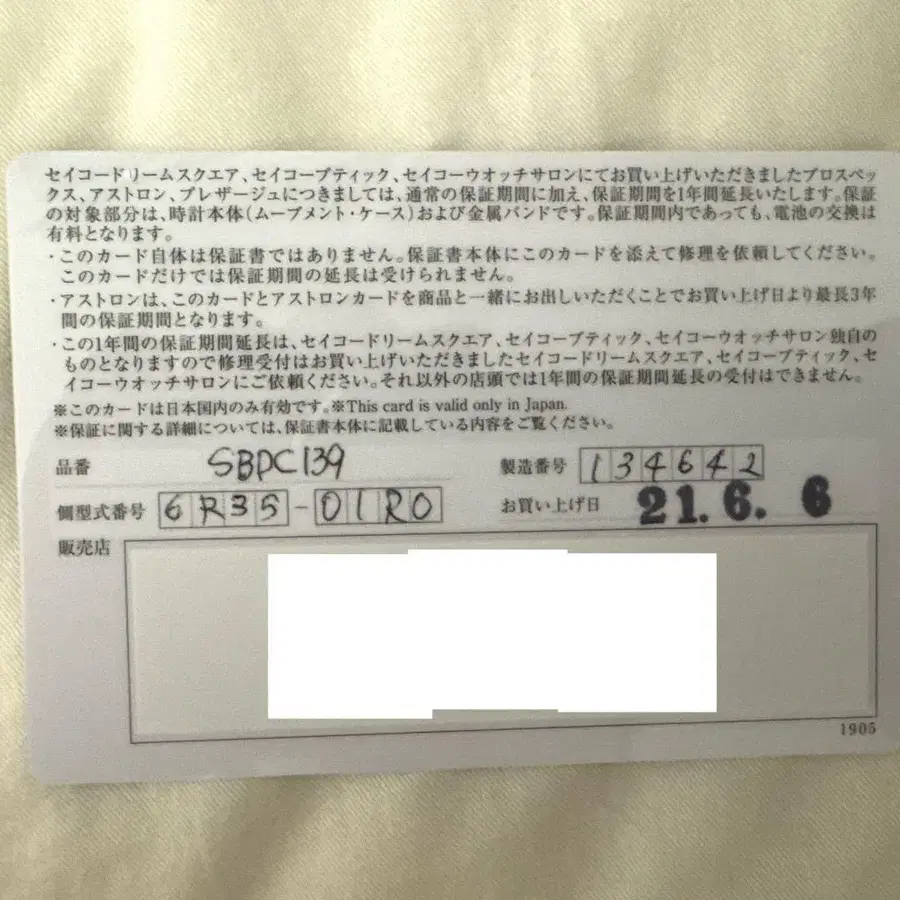 セイコードリームスクエア、セイコーブティック、セイコーウオッチサロンにてお買い上げいただきましたプロスペッ
クス、アストロン、プレザージュにつきましては、通常の保証期間に加え、保証期間を1年間延長いたします。保証
の対象部分は、時計本体(ムーブメント・ケース)および金属バンドです。保証期間内であっても、電池の交換は
有料となります。
・このカード自体は保証書ではありません。保証書本体にこのカードを添えて修理を依頼してください。
このカードだけでは保証期間の延長は受けられません。
・アストロンは、このカードとアストロンカードを商品と一緒にお出しいただくことでお買い上げ日より最長3年
間の保証期間となります。
・この1年間の保証期間延長は、セイコードリームスクエア、セイコーブティック、セイコーウオッチサロン独自の
ものとなりますので修理受付はお買い上げいただきましたセイコードリームスクエア、セイコーブティック、セ
イコーウオッチサロンにご依頼ください。それ以外の店頭では1年間の保証期間延長の受付はできません。
※このカードは日本国内のみ有効です。※This card is valid only in Japan.
※保証に関する詳細については、保証書本体に記載している内容をご覧ください。
品番 SBDC139 製造番号 134642
側型式番号 6R35-01R0 お買い上げ日 21.6.6
販売店
1905